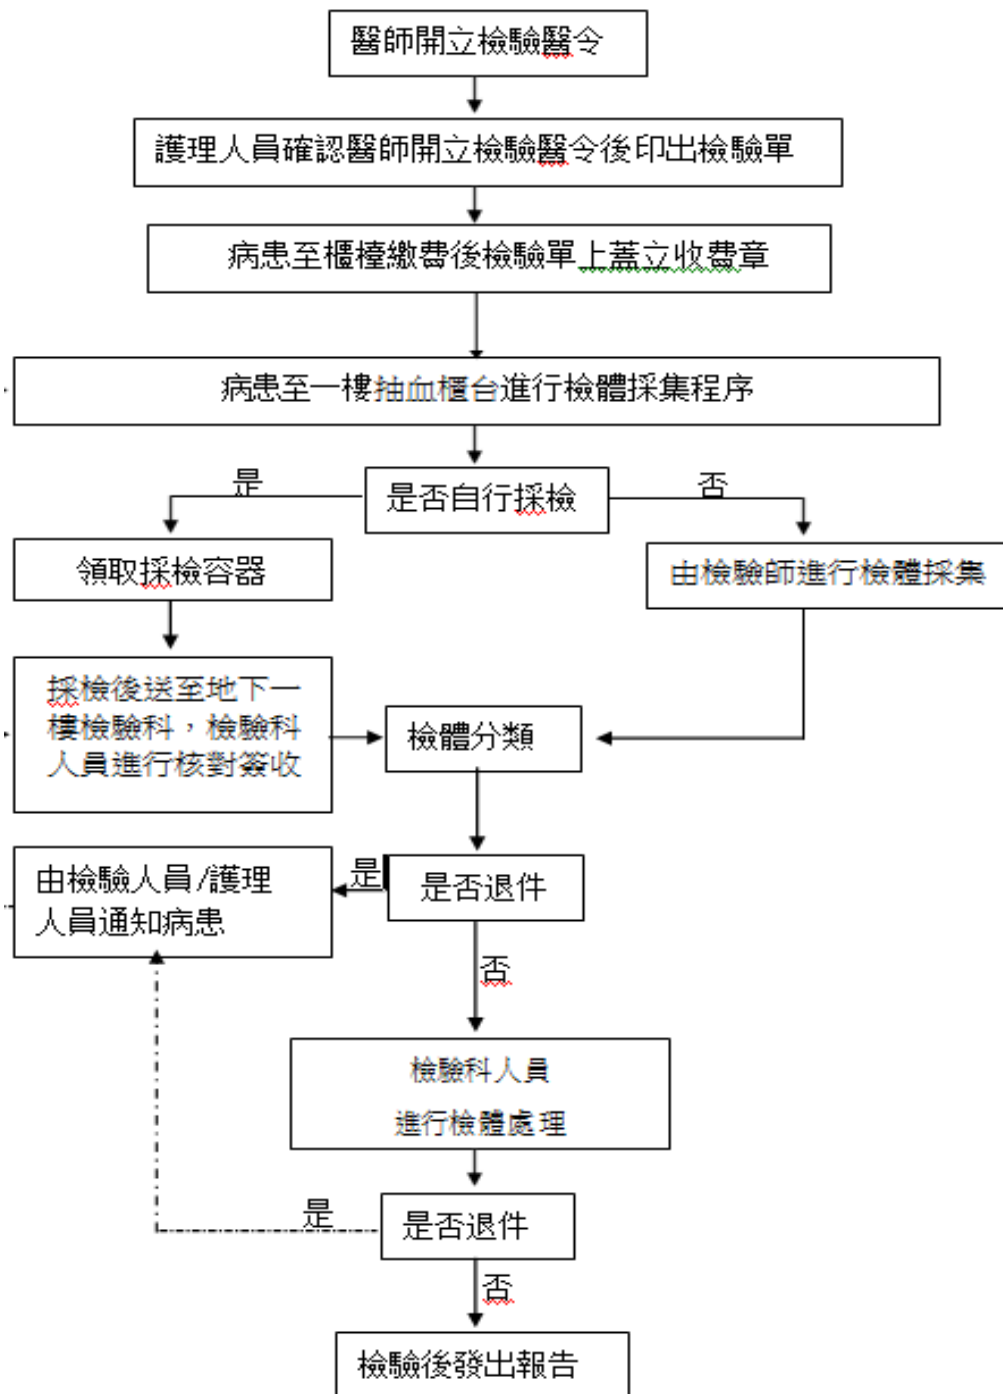 醫師開立檢驗醫令
護理人員確認醫師開立檢驗醫令後印出檢驗單
病患至櫃檯繳費後檢驗單上蓋立收費章
病患至一樓抽血櫃台進行檢體採集程序
是
是否自行採檢
否
領取採檢容器
由檢驗師進行檢體採集
採檢後送至地下一
樓檢驗科，檢驗科
人員進行核對簽收
檢體分類
由檢驗人員/護理
人員通知病患
是
是否退件
否
檢驗科人員
進行檢體處理
是
是否退件
否
檢驗後發出報告